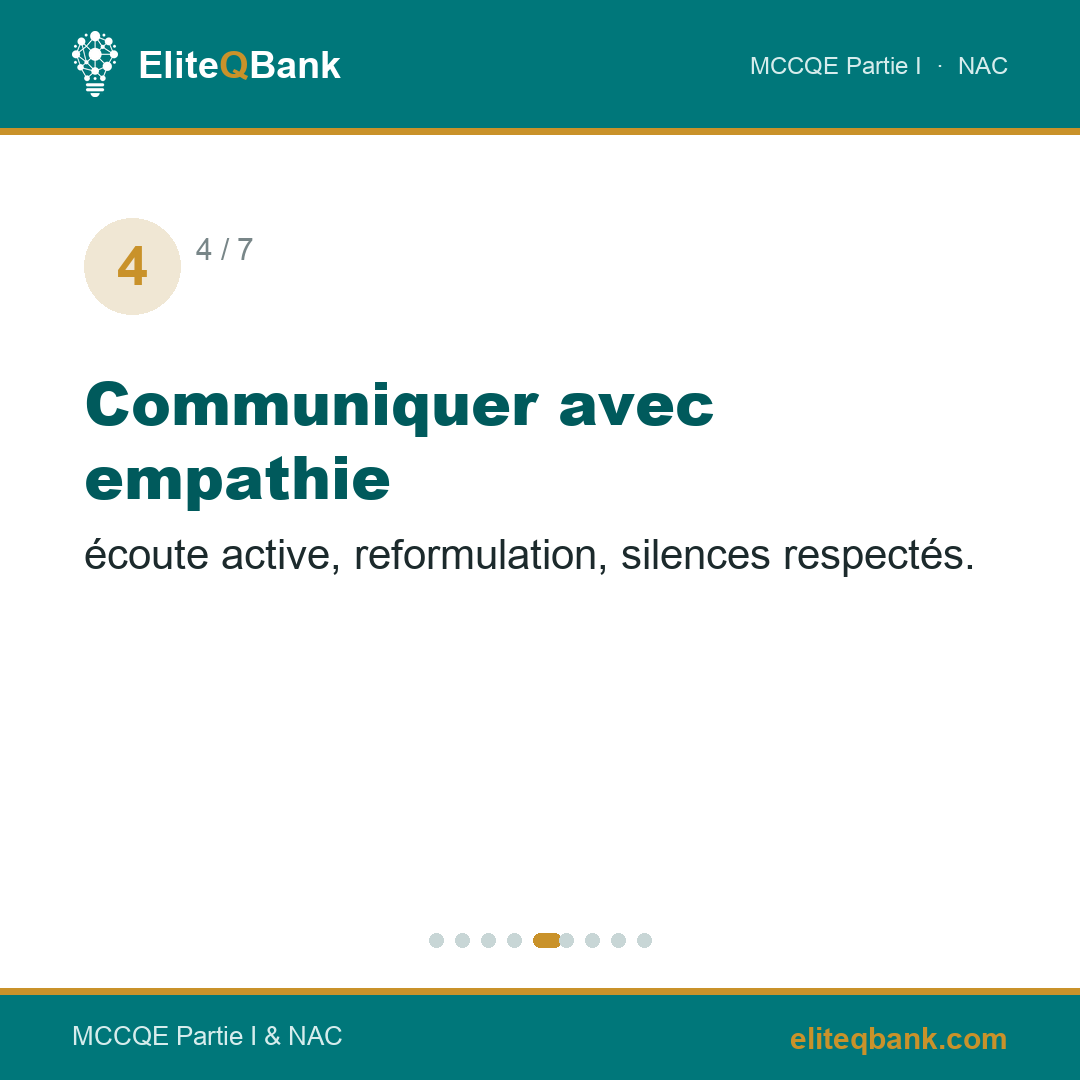 EliteQBank
MCCQE Partie I · NAC
4
4 / 7
Communiquer avec
empathie
écoute active, reformulation, silences respectés.
MCCQE Partie I & NAC
eliteqbank.com